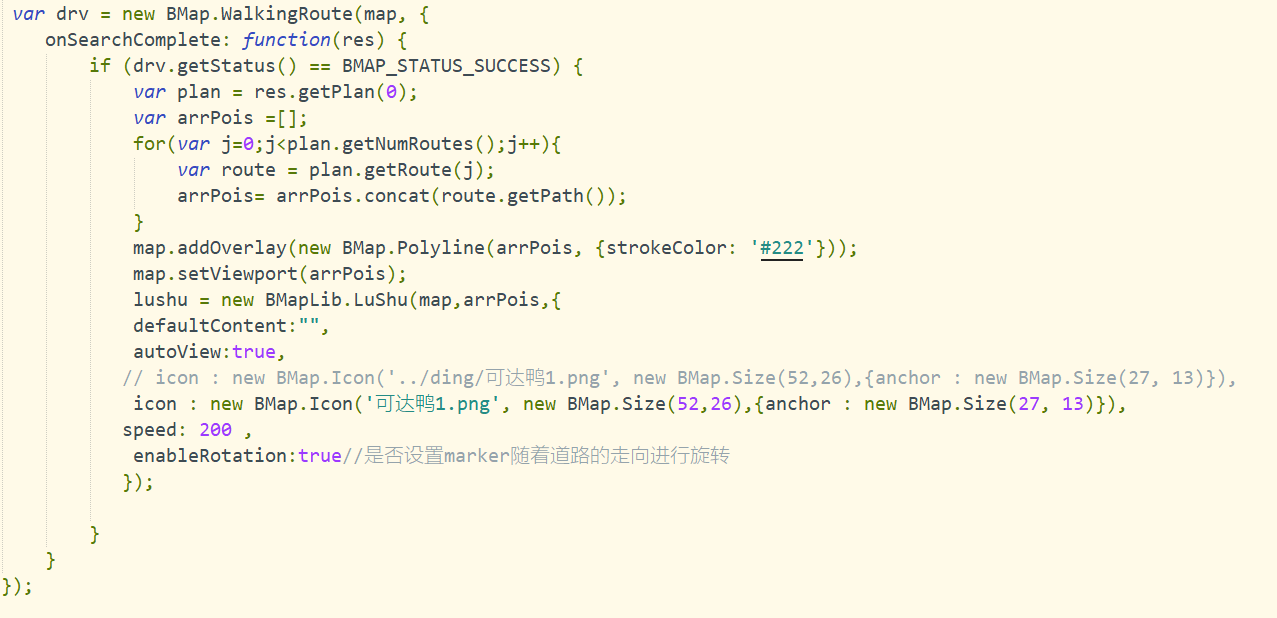 var drv = new BMap.WalkingRoute(map, {
onSearchComplete: function(res) {
if (drv.getStatus() == BMAP_STATUS_SUCCESS) {
var plan = res.getPlan(0);
var arrPois =[];
for(var j=0;j<plan.getNumRoutes();j++){
var route = plan.getRoute(j);
arrPois= arrPois.concat(route.getPath());
}
map.addOverlay(new BMap.Polyline(arrPois, {strokeColor: '#222'}));
map.setViewport(arrPois);
lushu = new BMapLib.LuShu(map,arrPois,{
defaultContent:"",
autoView:true,
// icon : new BMap.Icon('../ding/可达鸭1.png', new BMap.Size(52,26),{anchor : new BMap.Size(27, 13)}),
icon : new BMap.Icon('可达鸭1.png', new BMap.Size(52,26),{anchor : new BMap.Size(27, 13)}),
speed: 200 ,
enableRotation:true//是否设置marker随着道路的走向进行旋转
});
}
}
});